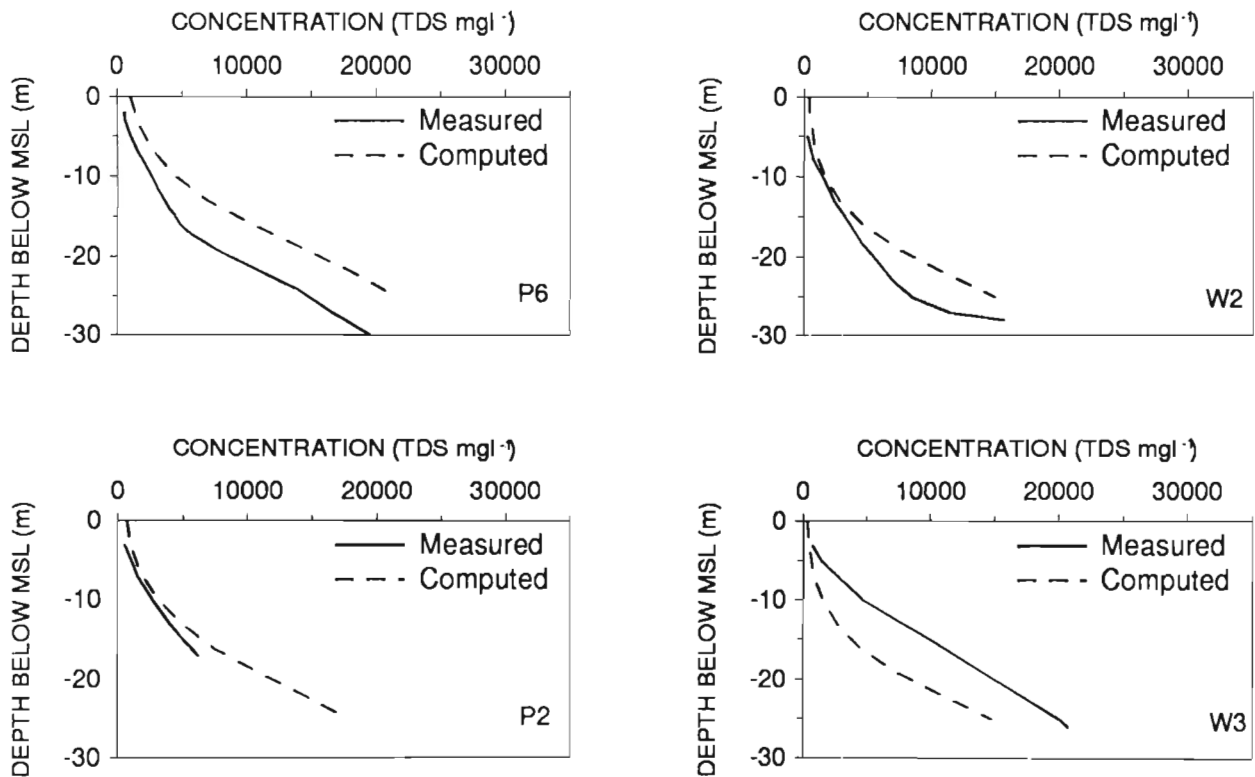 CONCENTRATION (TDS mgl⁻¹)
0 10000 20000 30000
DEPTH BELOW MSL (m)
0
-10
-20
-30
Measured
Computed
P6
CONCENTRATION (TDS mgl⁻¹)
0 10000 20000 30000
DEPTH BELOW MSL (m)
0
-10
-20
-30
Measured
Computed
W2
CONCENTRATION (TDS mgl⁻¹)
0 10000 20000 30000
DEPTH BELOW MSL (m)
0
-10
-20
-30
Measured
Computed
P2
CONCENTRATION (TDS mgl⁻¹)
0 10000 20000 30000
DEPTH BELOW MSL (m)
0
-10
-20
-30
Measured
Computed
W3